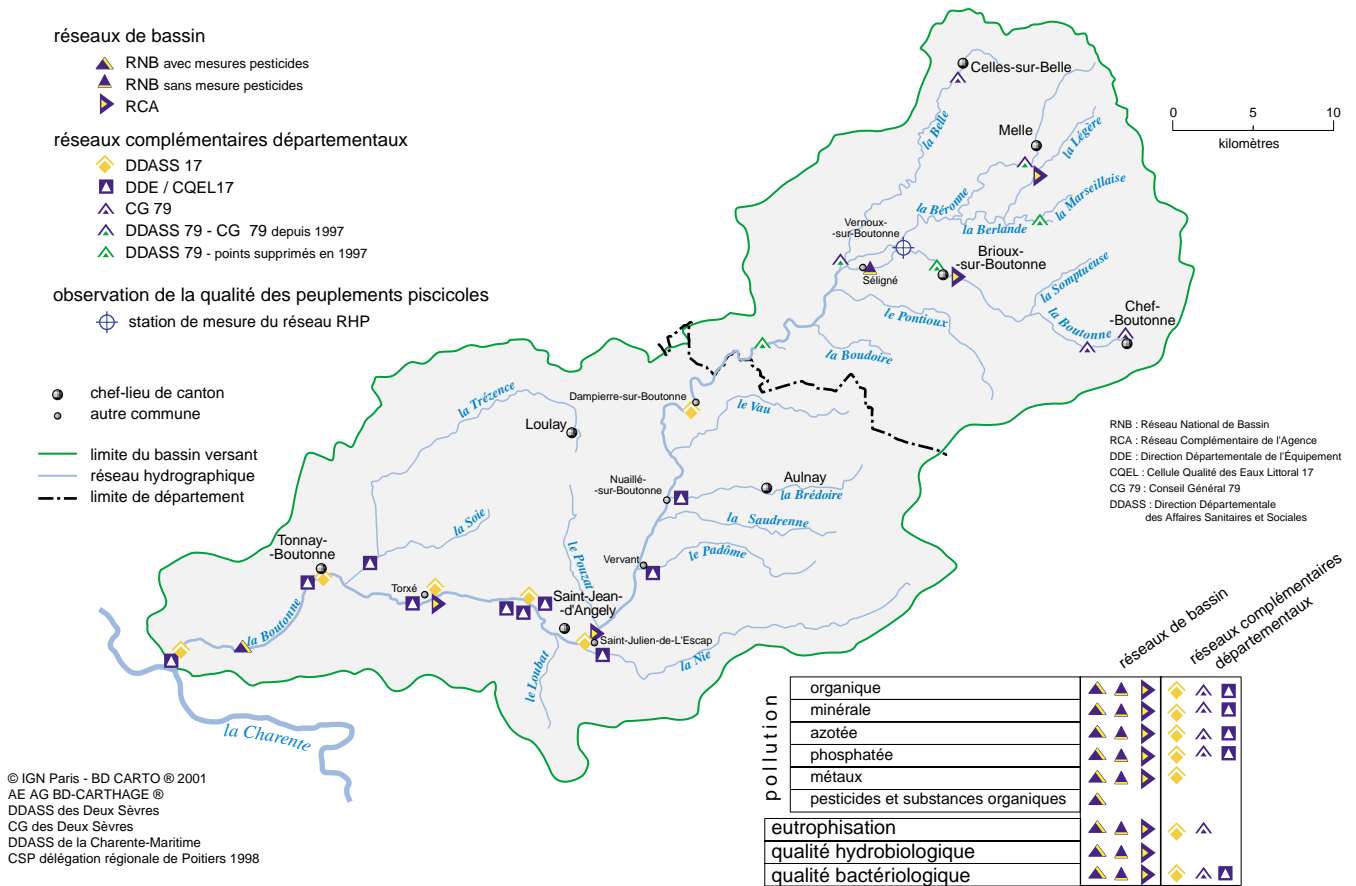 réseaux de bassin
RNB avec mesures pesticides
RNB sans mesure pesticides
RCA
réseaux complémentaires départementaux
DDASS 17
DDE / CQEL17
CG 79
DDASS 79 - CG 79 depuis 1997
DDASS 79 - points supprimés en 1997
observation de la qualité des peuplements piscicoles
station de mesure du réseau RHP
chef-lieu de canton
autre commune
limite du bassin versant
réseau hydrographique
limite de département
0 5 10
kilomètres
Celles-sur-Belle
la Belle
Melle
la Légère
la Béronne
la Marseillaise
la Berlande
Vernoux-
-sur-Boutonne
Séligné
Brioux-
-sur-Boutonne
la Somptueuse
Chef-
-Boutonne
la Boutonne
le Pontioux
la Boudoire
Dampierre-sur-Boutonne
le Vau
la Trézence
Loulay
Nuaillé-
-sur-Boutonne
Aulnay
la Brédoire
la Saudrenne
la Soie
Tonnay-
-Boutonne
le Pouzat
Vervant
le Padôme
Torxé
Saint-Jean-
-d'Angely
Saint-Julien-de-L'Escap
la Boutonne
le Loubat
la Nie
la Charente
RNB : Réseau National de Bassin
RCA : Réseau Complémentaire de l'Agence
DDE : Direction Départementale de l'Équipement
CQEL : Cellule Qualité des Eaux Littoral 17
CG 79 : Conseil Général 79
DDASS : Direction Départementale
des Affaires Sanitaires et Sociales
réseaux de bassin
réseaux complémentaires
départementaux
pollution
organique
minérale
azotée
phosphatée
métaux
pesticides et substances organiques
eutrophisation
qualité hydrobiologique
qualité bactériologique
© IGN Paris - BD CARTO ® 2001
AE AG BD-CARTHAGE ®
DDASS des Deux Sèvres
CG des Deux Sèvres
DDASS de la Charente-Maritime
CSP délégation régionale de Poitiers 1998